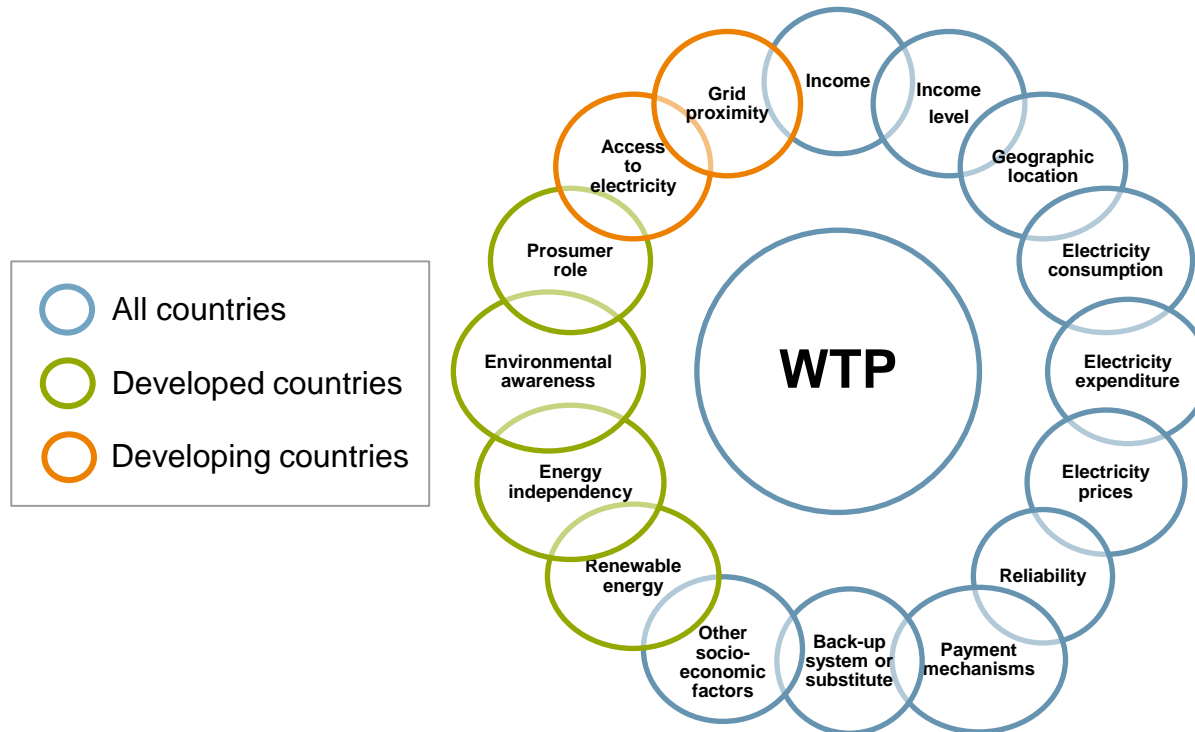 All countries
Developed countries
Developing countries
WTP
Income
Income
level
Geographic
location
Electricity
consumption
Electricity
expenditure
Electricity
prices
Reliability
Payment
mechanisms
Back-up
system or
substitute
Other
socio-
economic
factors
Renewable
energy
Energy
independency
Environmental
awareness
Prosumer
role
Access
to
electricity
Grid
proximity